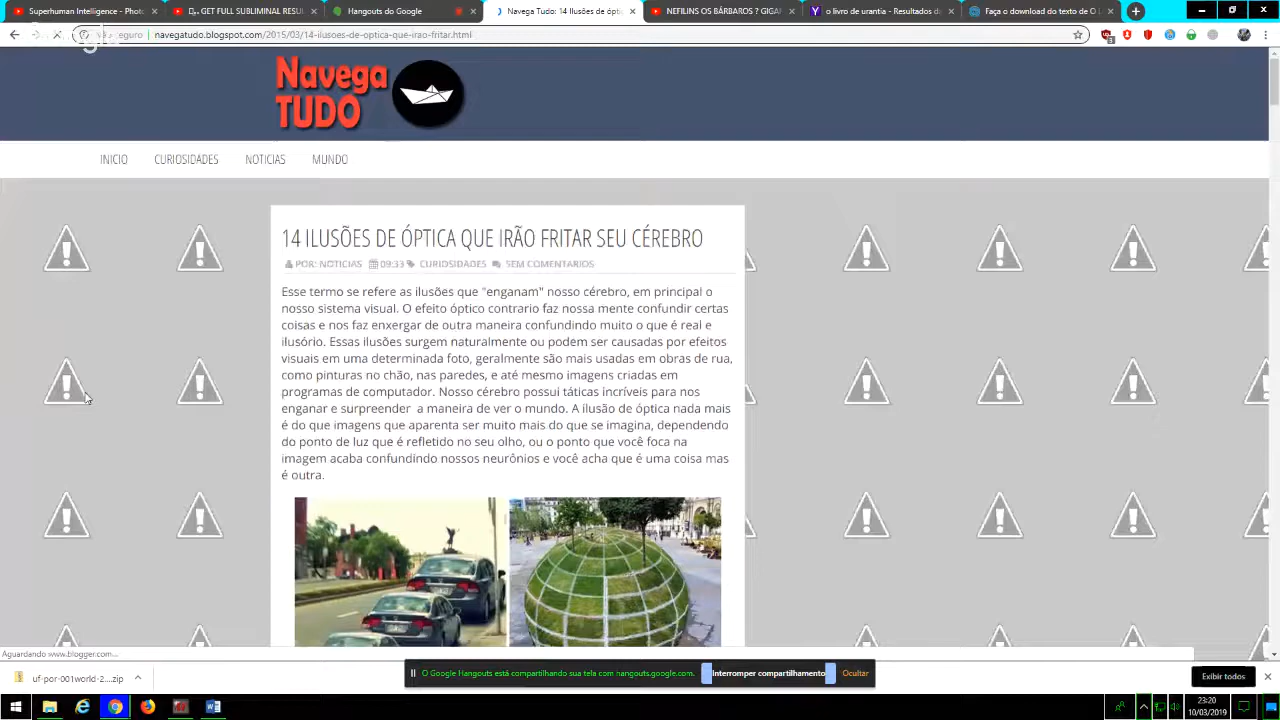 Superhuman Intelligence - Phot
GET FULL SUBLIMINAL RESUL
Hangouts do Google
Navega Tudo: 14 Ilusões de ópti
NEFILINS OS BÁRBAROS ? GIGAN
o livro de urantia - Resultados da
Faça o download do texto de O L
seguro | navegatudo.blogspot.com/2015/03/14-ilusoes-de-optica-que-irao-fritar.html
Navega
TUDO
INICIO CURIOSIDADES NOTICIAS MUNDO
14 ILUSÕES DE ÓPTICA QUE IRÃO FRITAR SEU CÉREBRO
POR: NOTICIAS 09:33 CURIOSIDADES SEM COMENTARIOS
Esse termo se refere as ilusões que "enganam" nosso cérebro, em principal o
nosso sistema visual. O efeito óptico contrario faz nossa mente confundir certas
coisas e nos faz enxergar de outra maneira confundindo muito o que é real e
ilusório. Essas ilusões surgem naturalmente ou podem ser causadas por efeitos
visuais em uma determinada foto, geralmente são mais usadas em obras de rua,
como pinturas no chão, nas paredes, e até mesmo imagens criadas em
programas de computador. Nosso cérebro possui táticas incríveis para nos
enganar e surpreender a maneira de ver o mundo. A ilusão de óptica nada mais
é do que imagens que aparenta ser muito mais do que se imagina, dependendo
do ponto de luz que é refletido no seu olho, ou o ponto que você foca na
imagem acaba confundindo nossos neurônios e você acha que é uma coisa mas
é outra.
Aguardando www.blogger.com...
uf-por-001world-2....zip
O Google Hangouts está compartilhando sua tela com hangouts.google.com.
Interromper compartilhamento
Ocultar
Exibir todos
23:20
10/03/2019